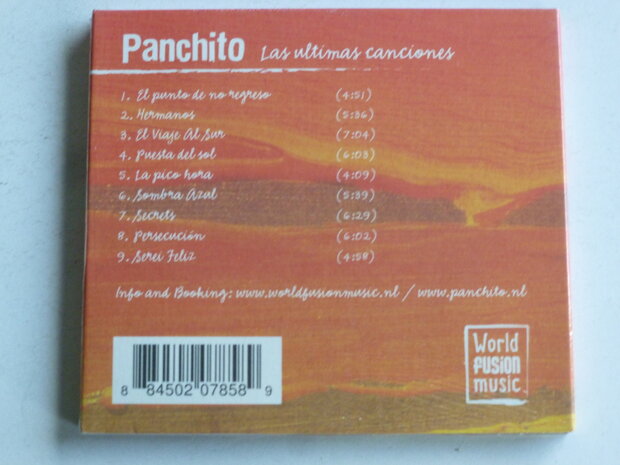 Panchito Las ultimas canciones
1. El punto de no regreso (4:51)
2. Hermanos (5:36)
3. El Viaje Al Sur (7:04)
4. Puesta del sol (6:03)
5. La pico hora (4:09)
6. Sombra Azul (5:39)
7. Secrets (6:29)
8. Persecución (6:02)
9. Serei Feliz (4:58)
Info and Booking: www.worldfusionmusic.nl / www.panchito.nl
World
fusion
music
8 84502 07858 9